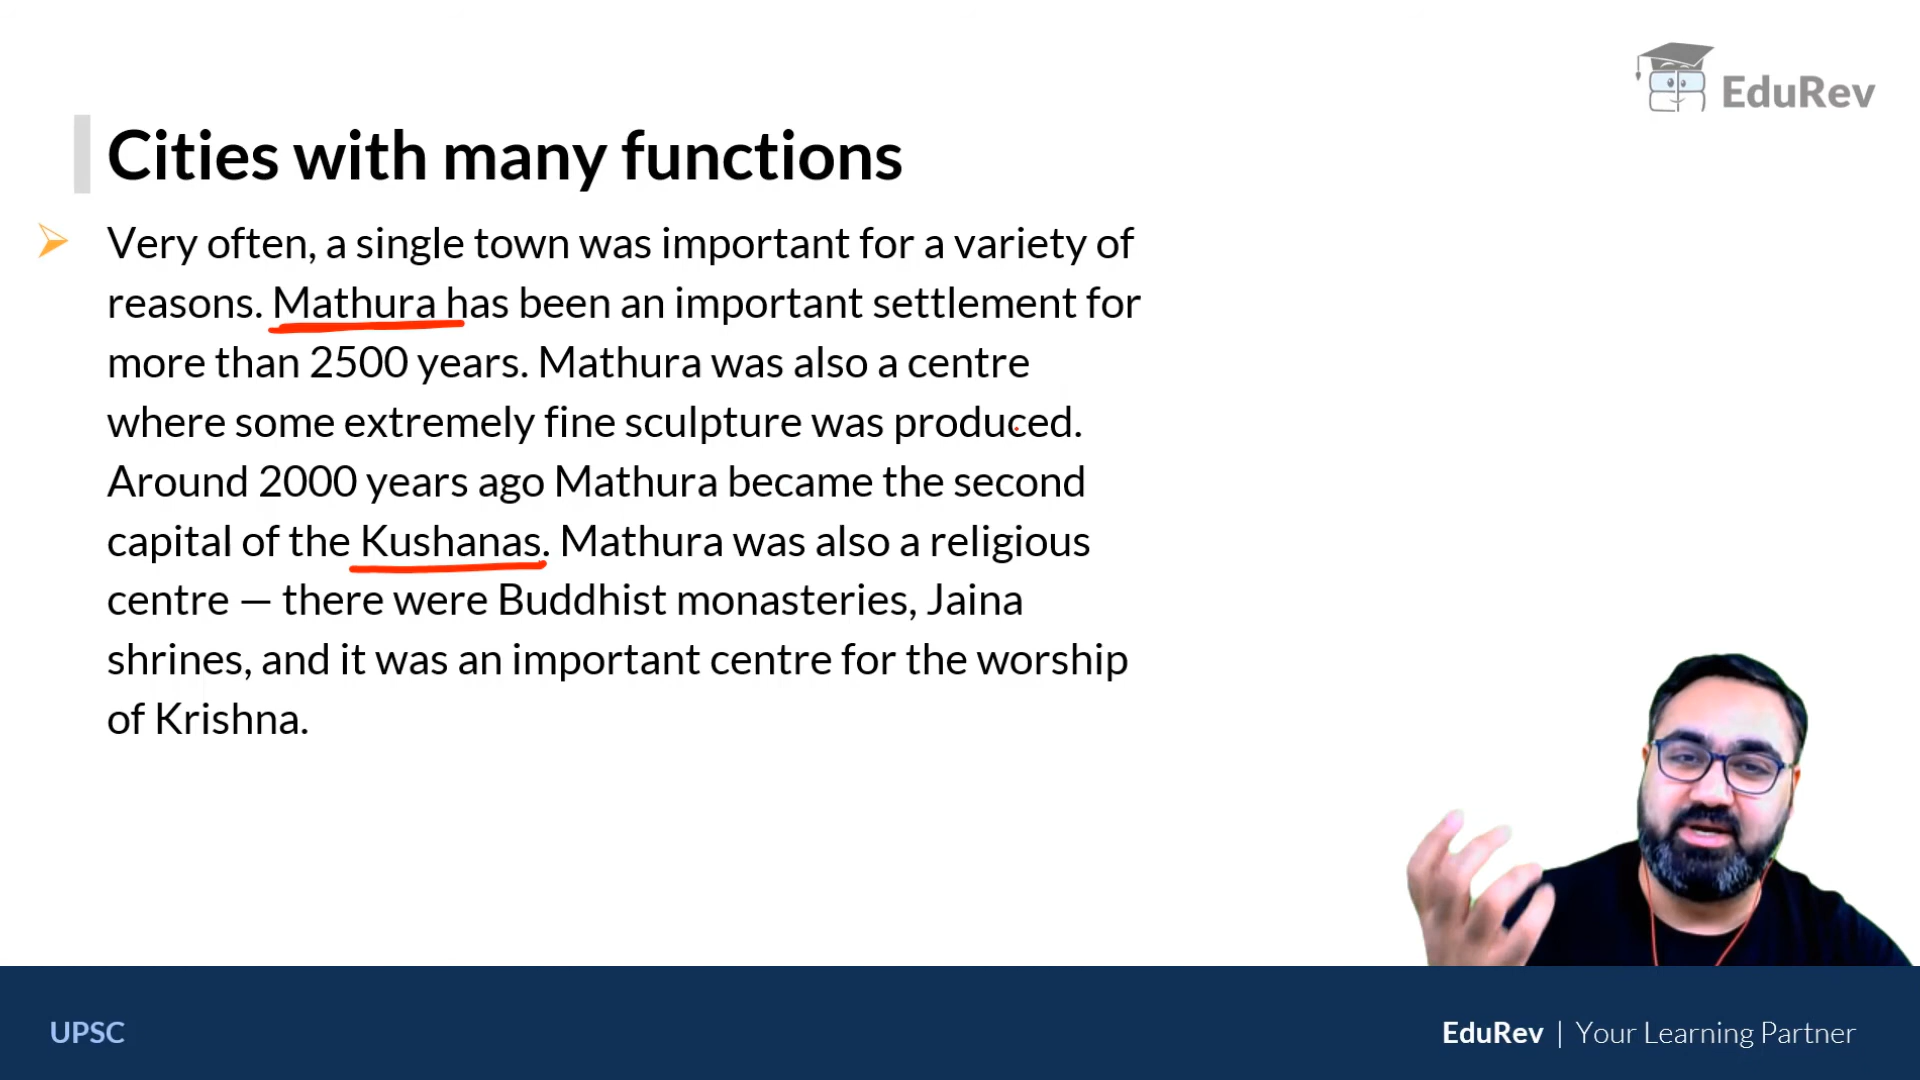 EduRev
Cities with many functions
Very often, a single town was important for a variety of
reasons. Mathura has been an important settlement for
more than 2500 years. Mathura was also a centre
where some extremely fine sculpture was produced.
Around 2000 years ago Mathura became the second
capital of the Kushanas. Mathura was also a religious
centre — there were Buddhist monasteries, Jaina
shrines, and it was an important centre for the worship
of Krishna.
UPSC
EduRev | Your Learning Partner